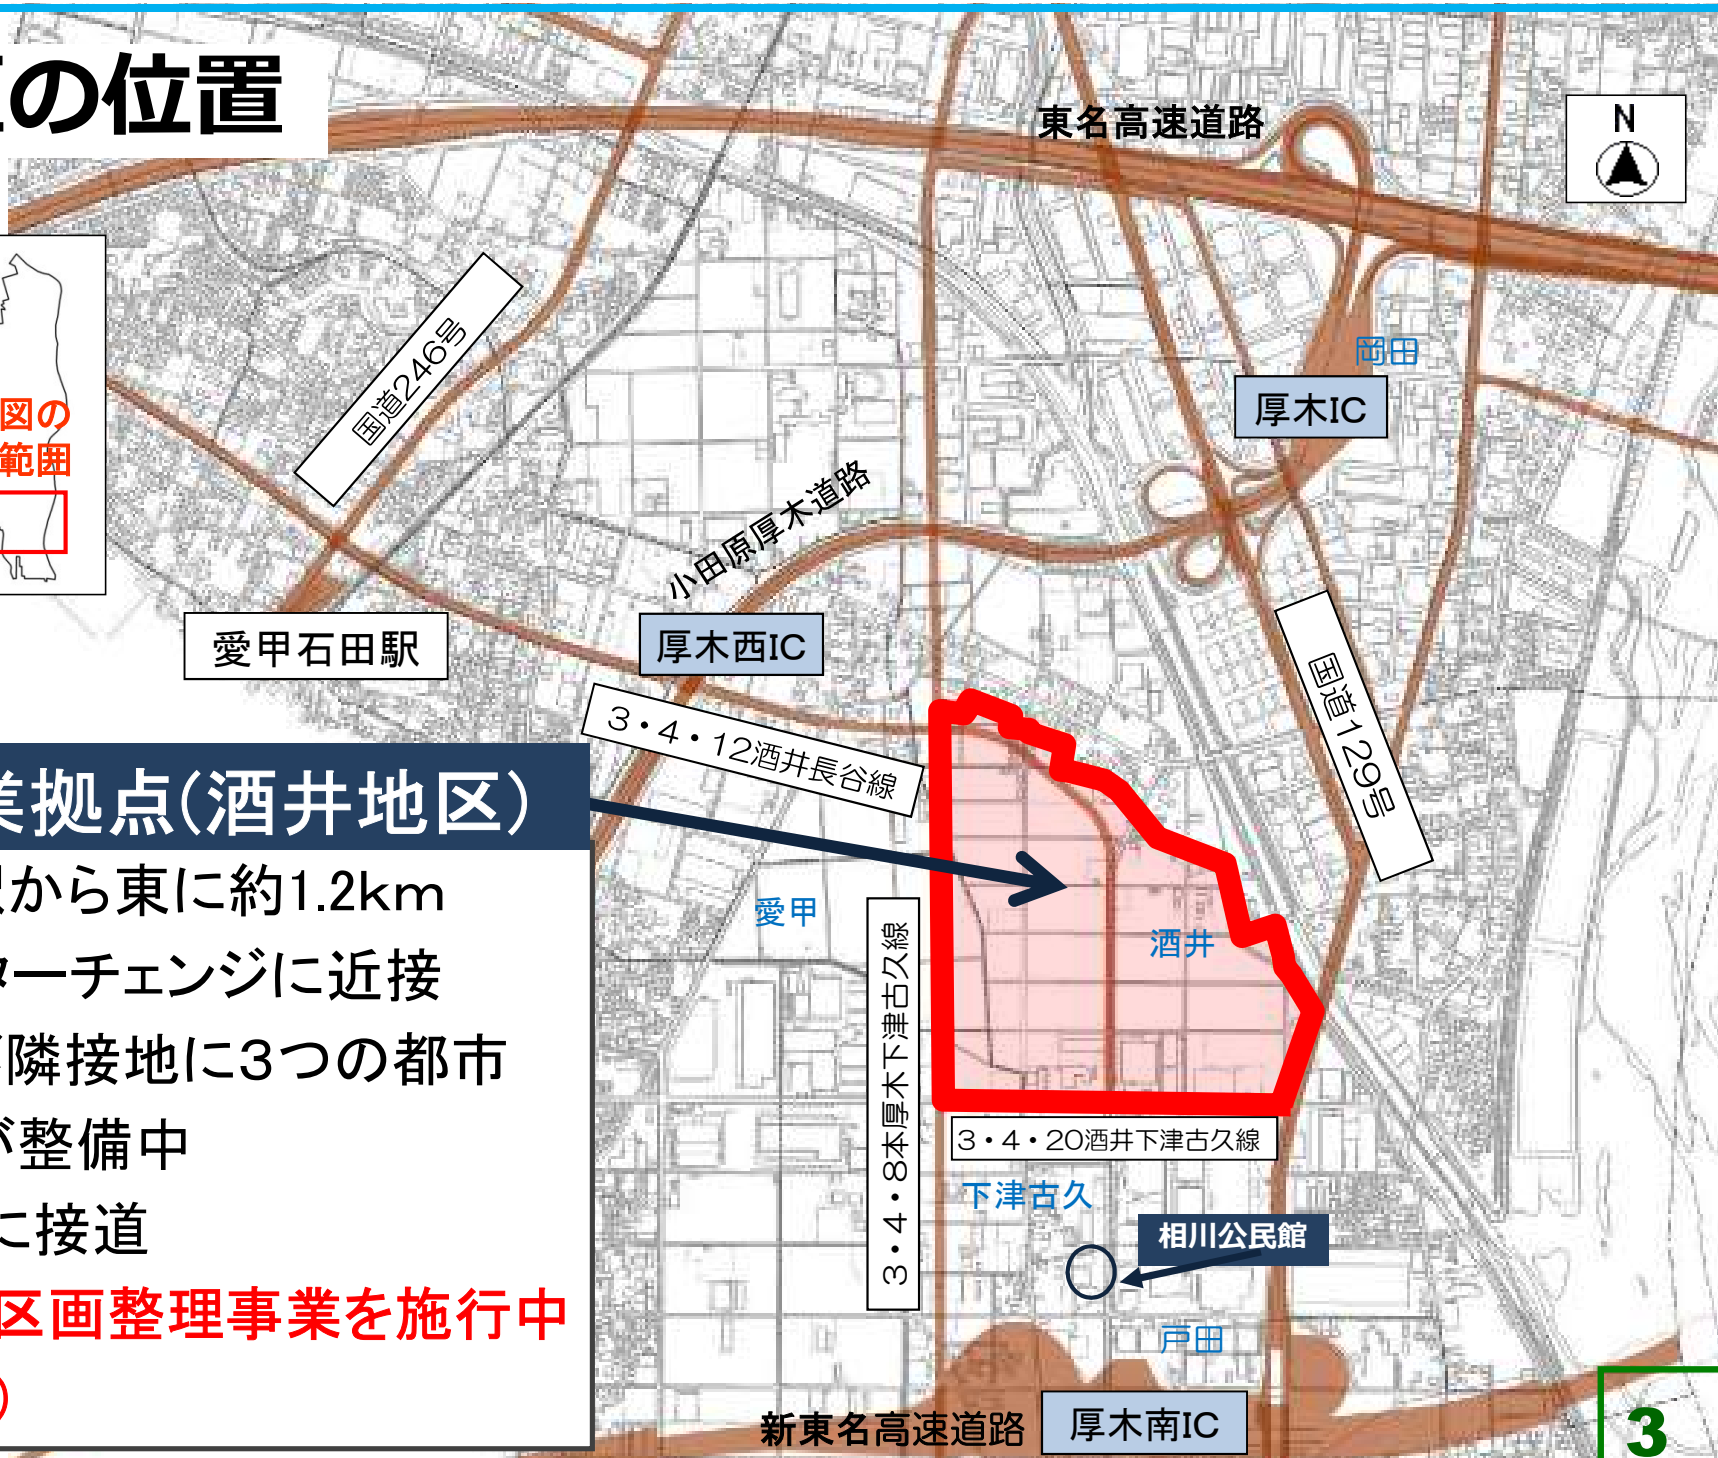 の位置
東名高速道路
N
図の
範囲
国道246号
岡田
厚木IC
小田原厚木道路
愛甲石田駅
厚木西IC
国道129号
3・4・12酒井長谷線
業拠点(酒井地区)
駅から東に約1.2km
ターチェンジに近接
隣接地に3つの都市
が整備中
に接道
区画整理事業を施行中
)
愛甲
酒井
3・4・8本厚木下津古久線
3・4・20酒井下津古久線
下津古久
相川公民館
戸田
新東名高速道路
厚木南IC
3